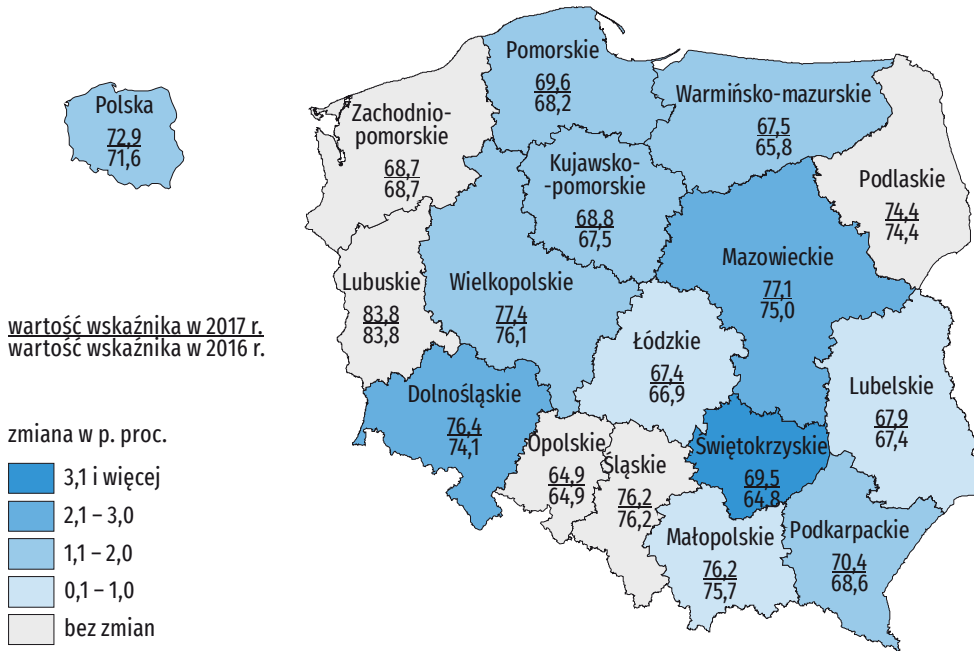 Polska
72,9
71,6
Pomorskie
69,6
68,2
Warmińsko-mazurskie
67,5
65,8
Zachodnio-
pomorskie
68,7
68,7
Kujawsko-
-pomorskie
68,8
67,5
Podlaskie
74,4
74,4
Mazowieckie
77,1
75,0
Lubuskie
83,8
83,8
Wielkopolskie
77,4
76,1
Łódzkie
67,4
66,9
Lubelskie
67,9
67,4
Dolnośląskie
76,4
74,1
Opolskie
64,9
64,9
Śląskie
76,2
76,2
Świętokrzyskie
69,5
64,8
Małopolskie
76,2
75,7
Podkarpackie
70,4
68,6
wartość wskaźnika w 2017 r.
wartość wskaźnika w 2016 r.
zmiana w p. proc.
3,1 i więcej
2,1 – 3,0
1,1 – 2,0
0,1 – 1,0
bez zmian